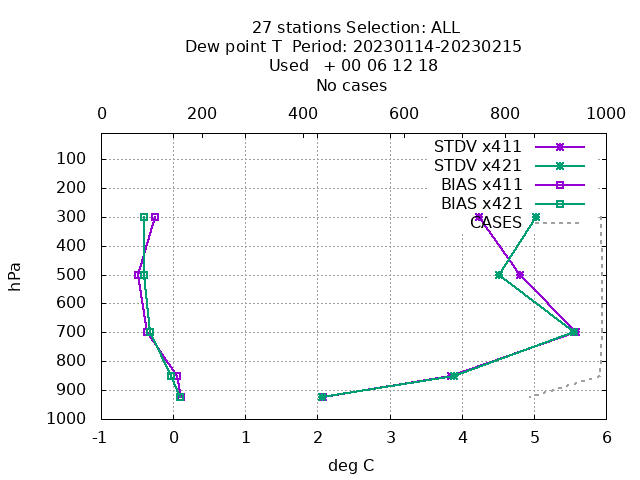 27 stations Selection: ALL
Dew point T  Period: 20230114-20230215
Used   + 00 06 12 18
No cases
0 200 400 600 800 1000
STDV x411
STDV x421
BIAS x411
BIAS x421
CASES
100
200
300
400
500
600
700
800
900
1000
hPa
-1 0 1 2 3 4 5 6
deg C